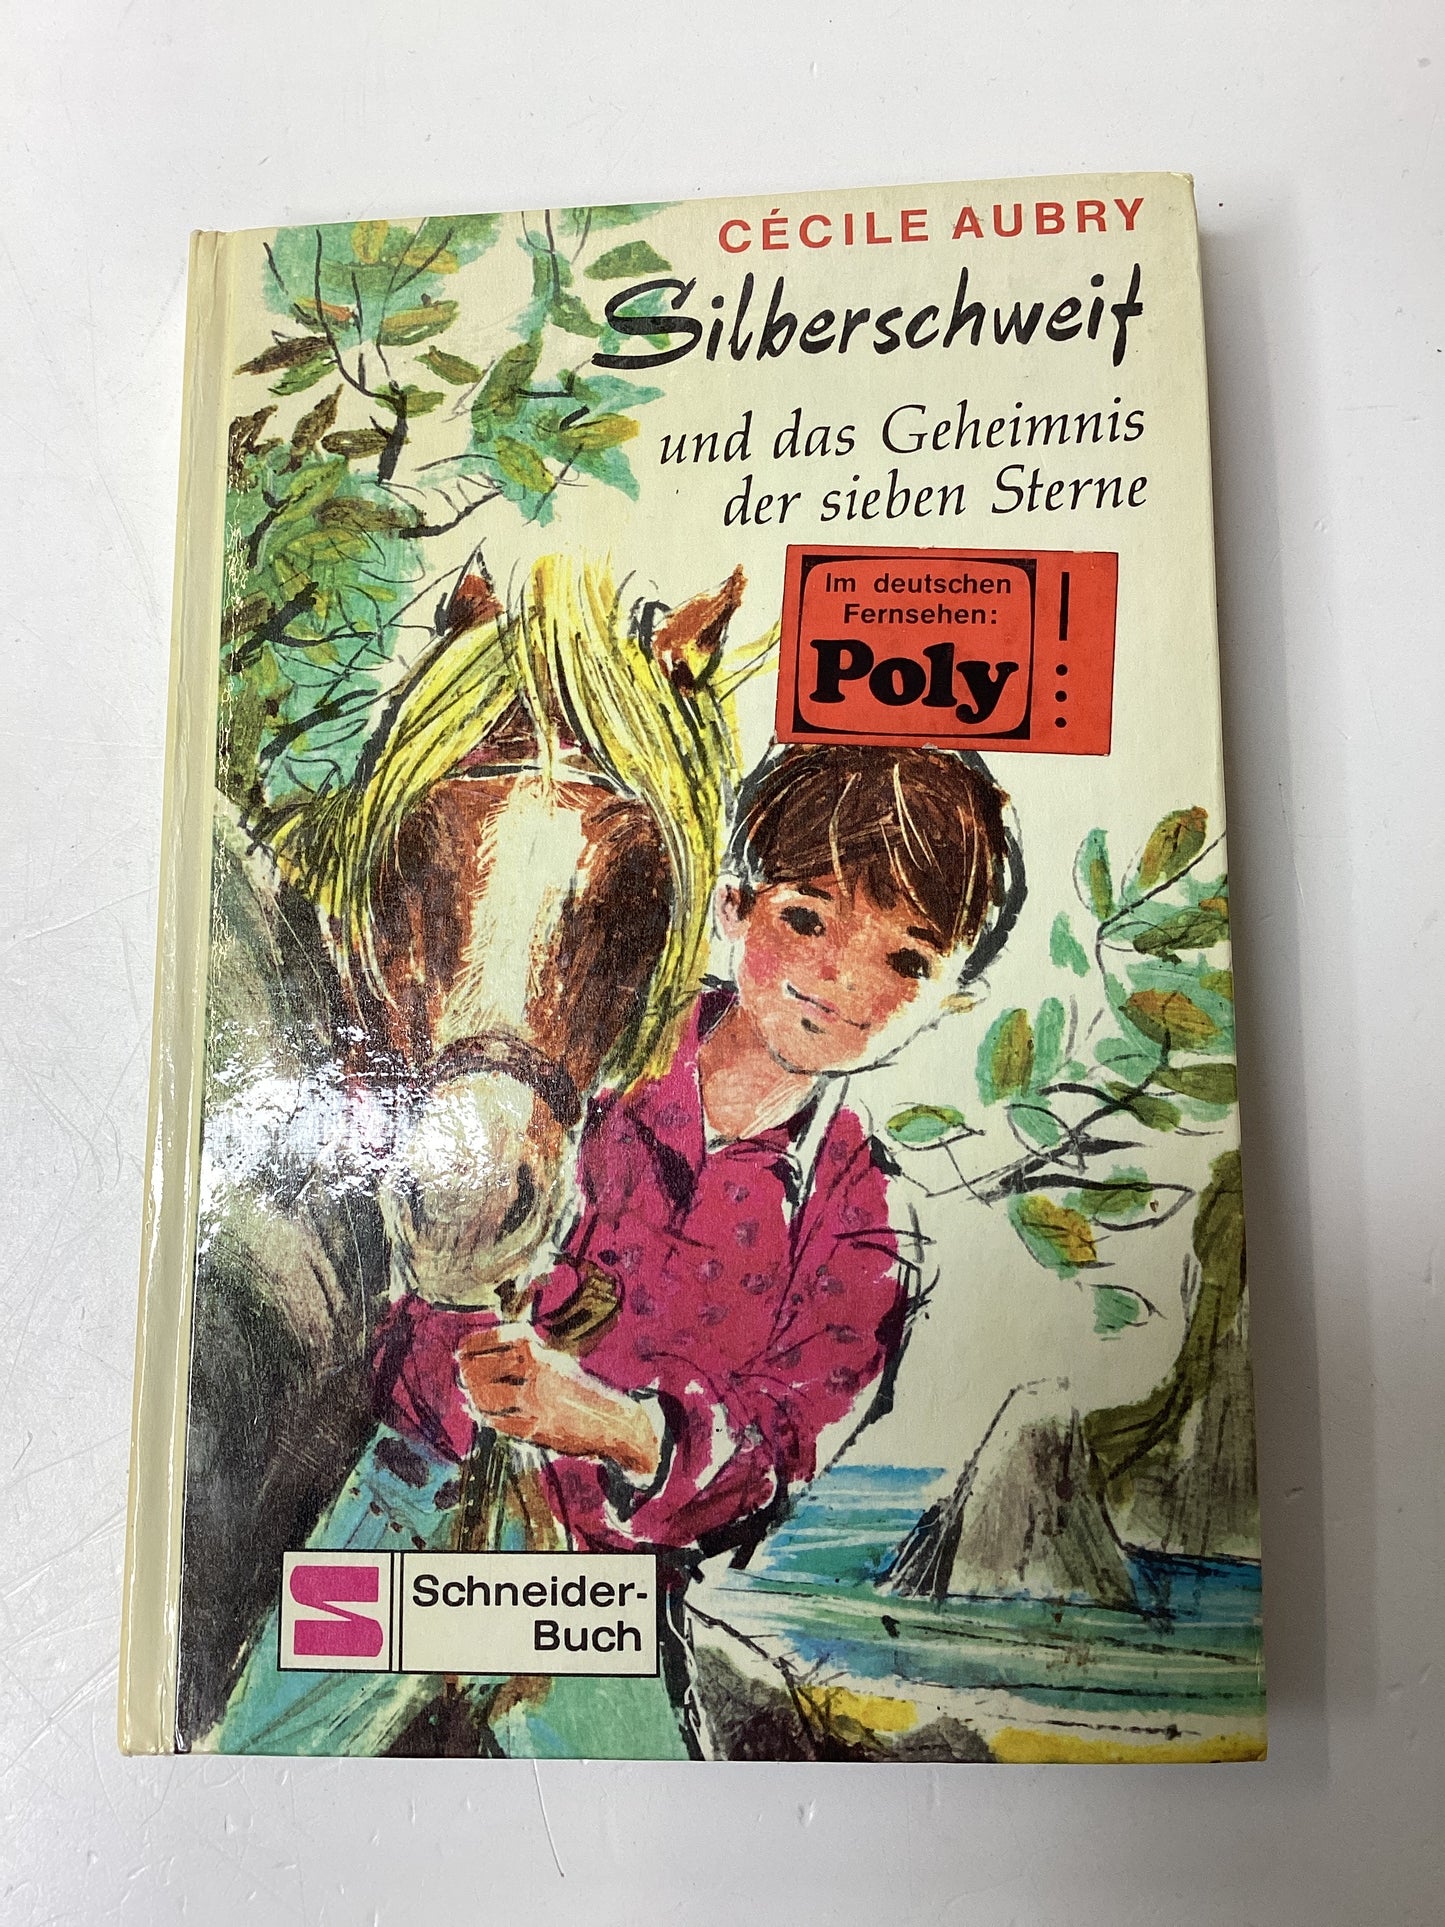 CÉCILE AUBRY
Silberschweif
und das Geheimnis
der sieben Sterne
Im deutschen
Fernsehen:
Poly
Schneider-
Buch